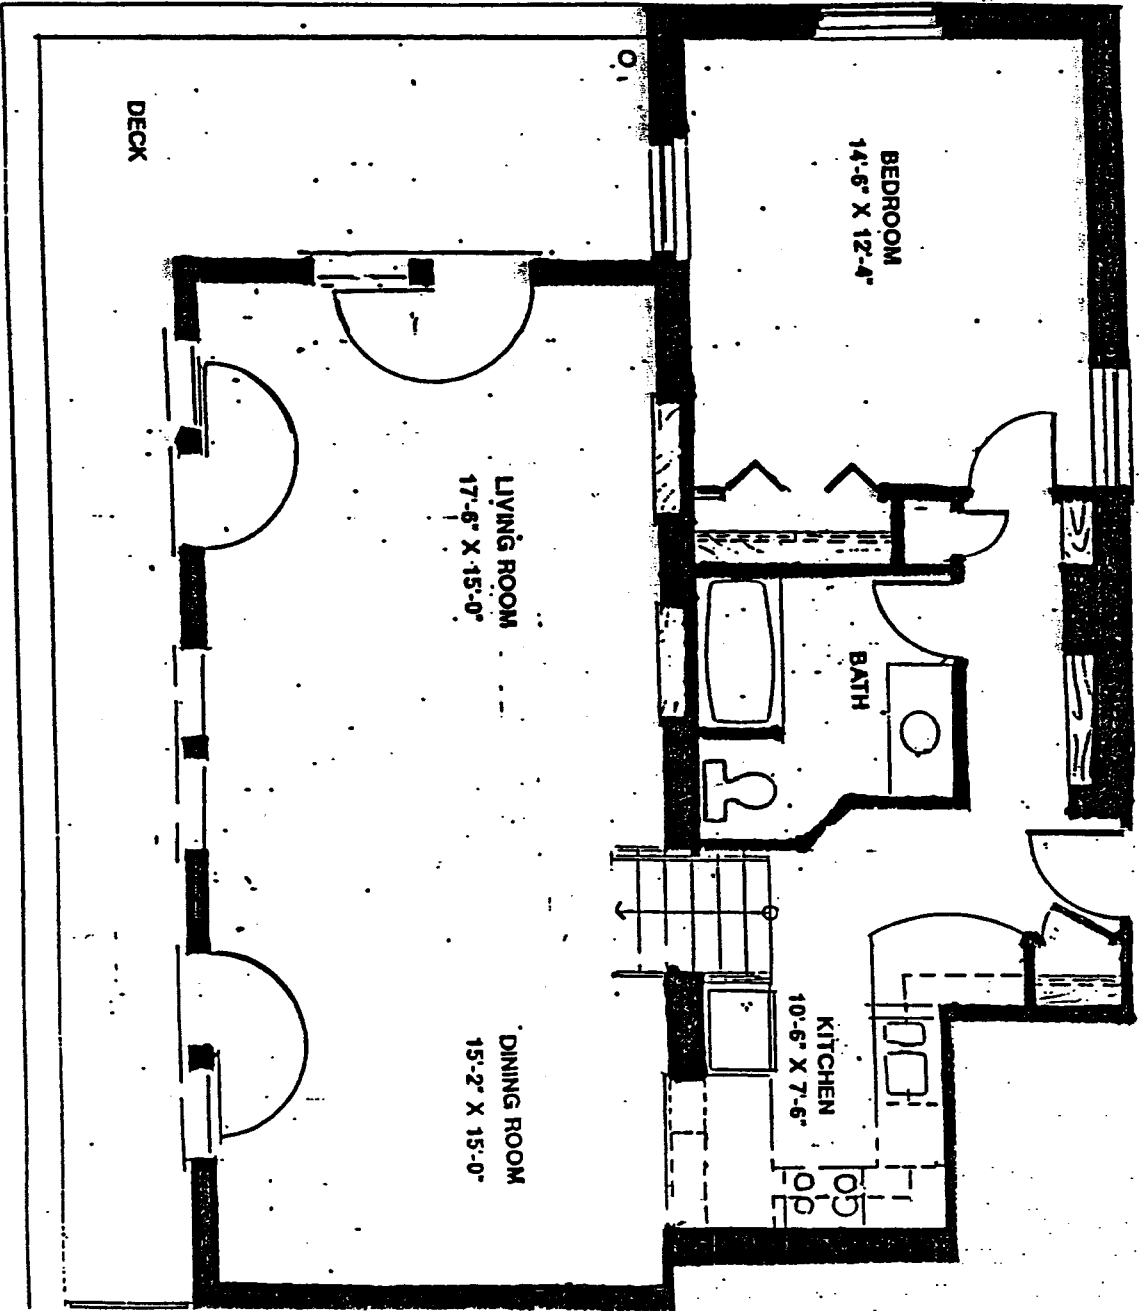 DECK
BEDROOM
14'-6" X 12'-4"
LIVING ROOM
17'-6" X 15'-0"
BATH
KITCHEN
10'-6" X 7'-6"
DINING ROOM
15'-2" X 15'-0"